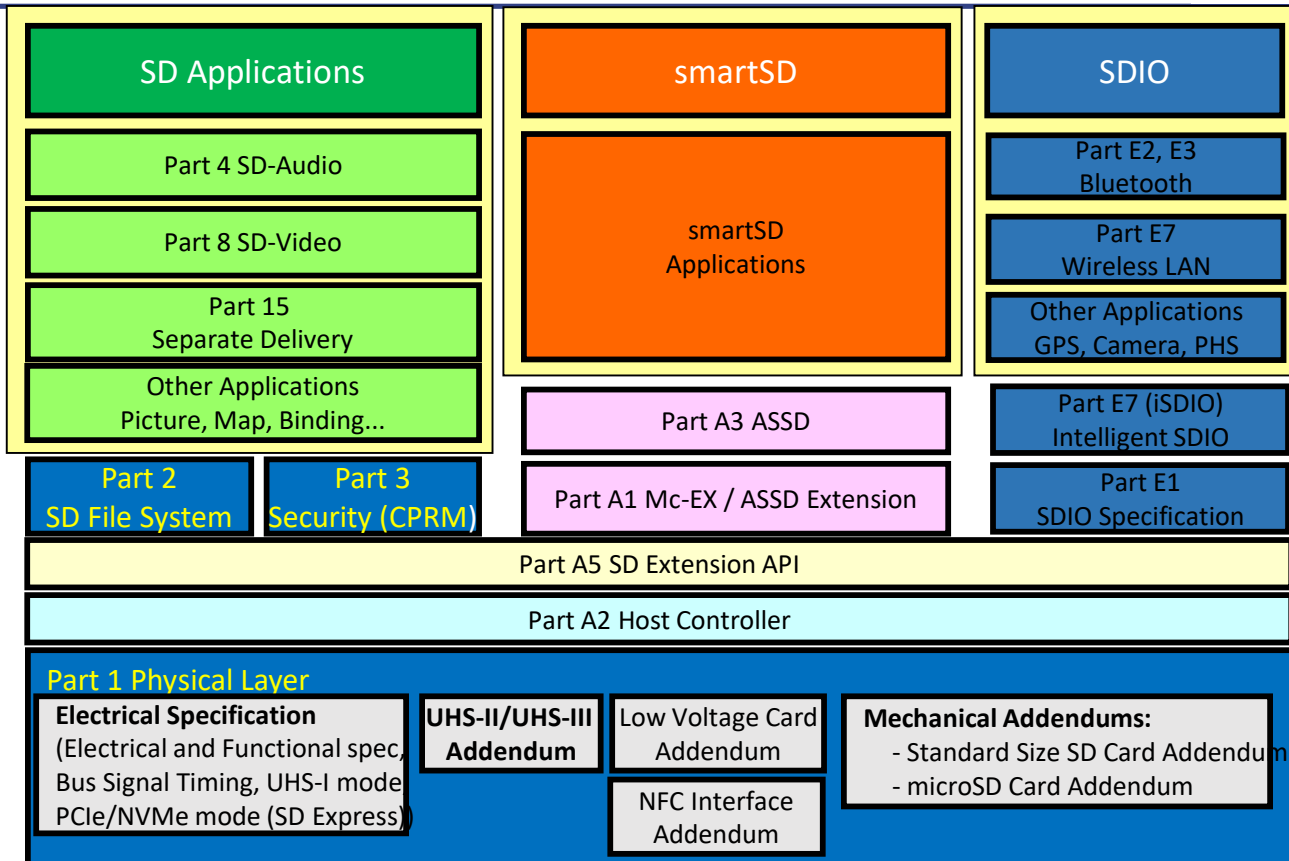 SD Applications
Part 4 SD-Audio
Part 8 SD-Video
Part 15
Separate Delivery
Other Applications
Picture, Map, Binding...
Part 2
SD File System
Part 3
Security (CPRM)
smartSD
smartSD
Applications
Part A3 ASSD
Part A1 Mc-EX / ASSD Extension
SDIO
Part E2, E3
Bluetooth
Part E7
Wireless LAN
Other Applications
GPS, Camera, PHS
Part E7 (iSDIO)
Intelligent SDIO
Part E1
SDIO Specification
Part A5 SD Extension API
Part A2 Host Controller
Part 1 Physical Layer
Electrical Specification
(Electrical and Functional spec,
Bus Signal Timing, UHS-I mode
PCIe/NVMe mode (SD Express))
UHS-II/UHS-III
Addendum
Low Voltage Card
Addendum
NFC Interface
Addendum
Mechanical Addendums:
- Standard Size SD Card Addendum
- microSD Card Addendum